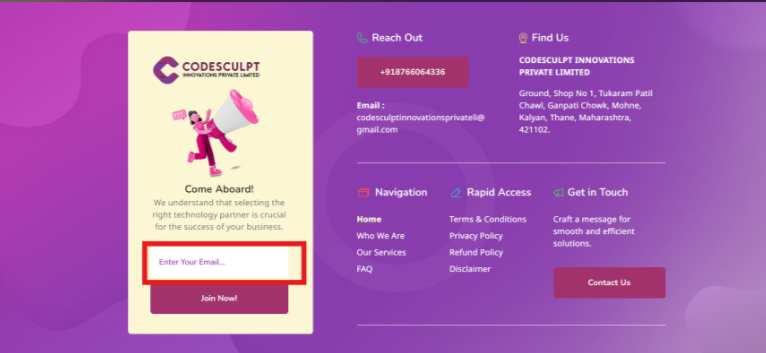 CODESCULPT
INNOVATIONS PRIVATE LIMITED
Come Aboard!
We understand that selecting the
right technology partner is crucial
for the success of your business.
Enter Your Email...
Join Now!
Reach Out
+918766064336
Email :
codesculptinnovationsprivateli@
gmail.com
Find Us
CODESCULPT INNOVATIONS
PRIVATE LIMITED
Ground, Shop No 1, Tukaram Patil
Chawl, Ganpati Chowk, Mohne,
Kalyan, Thane, Maharashtra,
421102.
Navigation
Home
Who We Are
Our Services
FAQ
Rapid Access
Terms & Conditions
Privacy Policy
Refund Policy
Disclaimer
Get in Touch
Craft a message for
smooth and efficient
solutions.
Contact Us